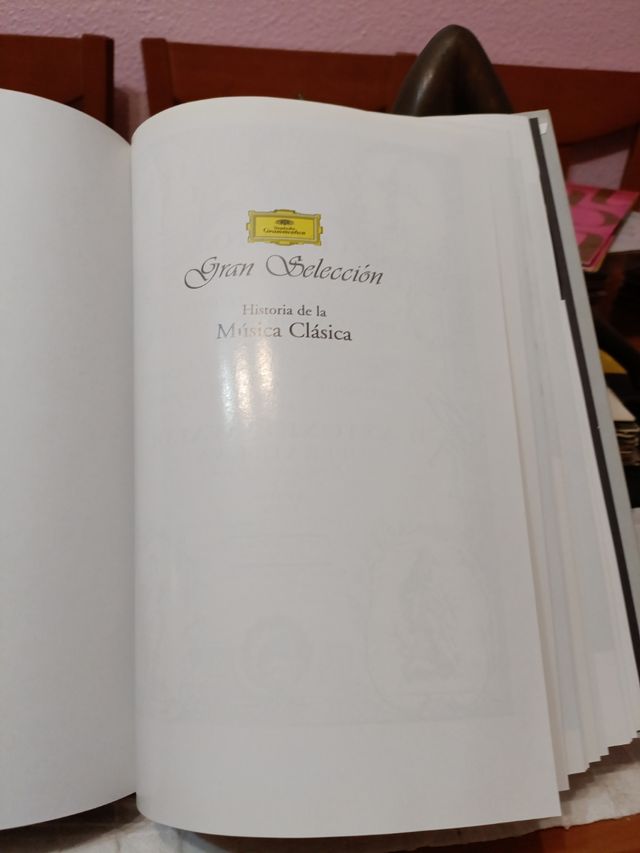 Deutsche
Grammophon
Gran Selección
Historia de la
Música Clásica